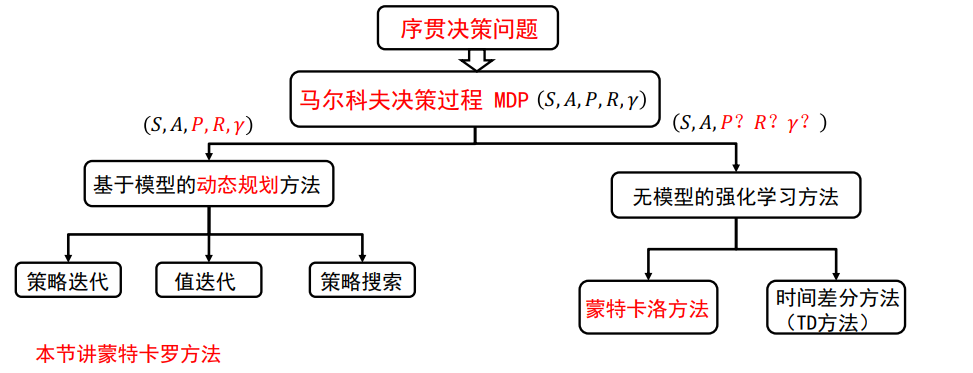 序贯决策问题
马尔科夫决策过程 MDP (S, A, P, R, γ)
(S, A, P, R, γ)
(S, A, P? R? γ? )
基于模型的动态规划方法
无模型的强化学习方法
策略迭代
值迭代
策略搜索
蒙特卡洛方法
时间差分方法
（TD方法）
本节讲蒙特卡罗方法